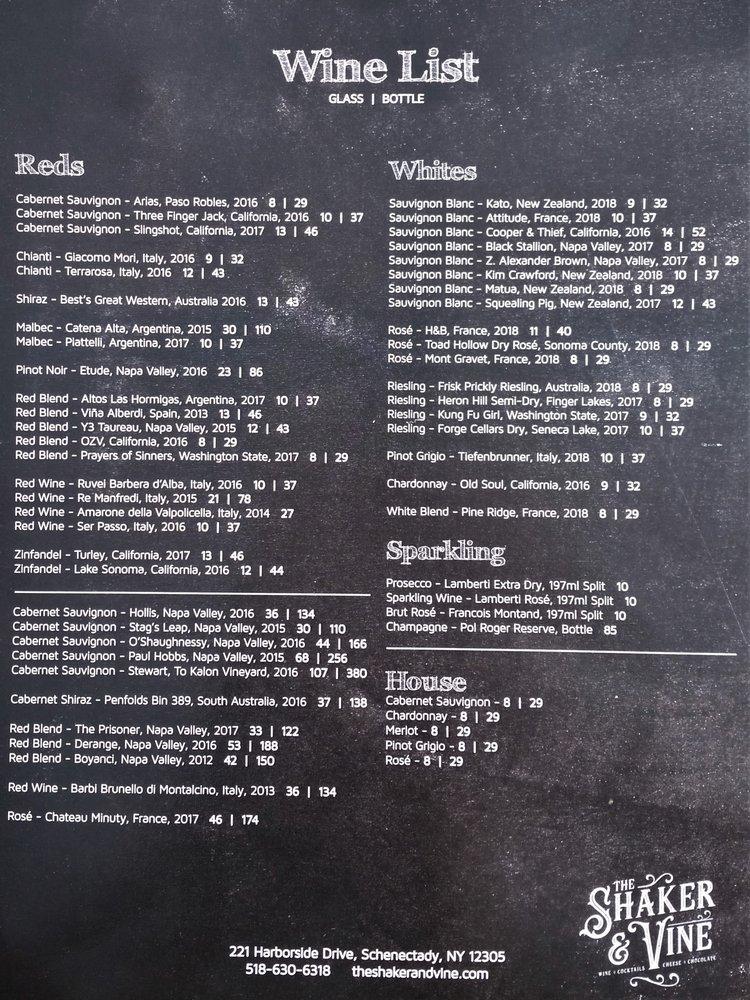 Wine List
GLASS | BOTTLE
Reds
Cabernet Sauvignon - Arias, Paso Robles, 2016 8 | 29
Cabernet Sauvignon - Three Finger Jack, California, 2016 10 | 37
Cabernet Sauvignon - Slingshot, California, 2017 13 | 46
Chianti - Giacomo Mori, Italy, 2016 9 | 32
Chianti - Terrarosa, Italy, 2016 12 | 43
Shiraz - Best's Great Western, Australia 2016 13 | 43
Malbec - Catena Alta, Argentina, 2015 30 | 110
Malbec - Piattelli, Argentina, 2017 10 | 37
Pinot Noir - Etude, Napa Valley, 2016 23 | 86
Red Blend - Altos Las Hormigas, Argentina, 2017 10 | 37
Red Blend - Viña Alberdi, Spain, 2013 13 | 46
Red Blend - Y3 Taureau, Napa Valley, 2015 12 | 43
Red Blend - OZV, California, 2016 8 | 29
Red Blend - Prayers of Sinners, Washington State, 2017 8 | 29
Red Wine - Ruvei Barbera d'Alba, Italy, 2016 10 | 37
Red Wine - Re Manfredi, Italy, 2015 21 | 78
Red Wine - Amarone della Valpolicella, Italy, 2014 27
Red Wine - Ser Passo, Italy, 2016 10 | 37
Zinfandel - Turley, California, 2017 13 | 46
Zinfandel - Lake Sonoma, California, 2016 12 | 44
Cabernet Sauvignon - Hollis, Napa Valley, 2016 36 | 134
Cabernet Sauvignon - Stag's Leap, Napa Valley, 2015 30 | 110
Cabernet Sauvignon - O'Shaughnessy, Napa Valley, 2016 44 | 166
Cabernet Sauvignon - Paul Hobbs, Napa Valley, 2015 68 | 256
Cabernet Sauvignon - Stewart, To Kalon Vineyard, 2016 107 | 380
Cabernet Shiraz - Penfolds Bin 389, South Australia, 2016 37 | 138
Red Blend - The Prisoner, Napa Valley, 2017 33 | 122
Red Blend - Derange, Napa Valley, 2016 53 | 188
Red Blend - Boyanci, Napa Valley, 2012 42 | 150
Red Wine - Barbi Brunello di Montalcino, Italy, 2013 36 | 134
Rosé - Chateau Minuty, France, 2017 46 | 174
Whites
Sauvignon Blanc - Kato, New Zealand, 2018 9 | 32
Sauvignon Blanc - Attitude, France, 2018 10 | 37
Sauvignon Blanc - Cooper & Thief, California, 2016 14 | 52
Sauvignon Blanc - Black Stallion, Napa Valley, 2017 8 | 29
Sauvignon Blanc - Z. Alexander Brown, Napa Valley, 2017 8 | 29
Sauvignon Blanc - Kim Crawford, New Zealand, 2018 10 | 37
Sauvignon Blanc - Matua, New Zealand, 2018 8 | 29
Sauvignon Blanc - Squealing Pig, New Zealand, 2017 12 | 43
Rosé - H&B, France, 2018 11 | 40
Rosé - Toad Hollow Dry Rosé, Sonoma County, 2018 8 | 29
Rosé - Mont Gravet, France, 2018 8 | 29
Riesling - Frisk Prickly Riesling, Australia, 2018 8 | 29
Riesling - Heron Hill Semi-Dry, Finger Lakes, 2017 8 | 29
Riesling - Kung Fu Girl, Washington State, 2017 9 | 32
Riesling - Forge Cellars Dry, Seneca Lake, 2017 10 | 37
Pinot Grigio - Tiefenbrunner, Italy, 2018 10 | 37
Chardonnay - Old Soul, California, 2016 9 | 32
White Blend - Pine Ridge, France, 2018 8 | 29
Sparkling
Prosecco - Lamberti Extra Dry, 197ml Split 10
Sparkling Wine - Lamberti Rosé, 197ml Split 10
Brut Rosé - Francois Montand, 197ml Split 10
Champagne - Pol Roger Reserve, Bottle 85
House
Cabernet Sauvignon - 8 | 29
Chardonnay - 8 | 29
Merlot - 8 | 29
Pinot Grigio - 8 | 29
Rosé - 8 | 29
THE
SHAKER
& VINE
WINE + COCKTAILS CHEESE + CHOCOLATE
221 Harborside Drive, Schenectady, NY 12305
518-630-6318 theshakerandvine.com